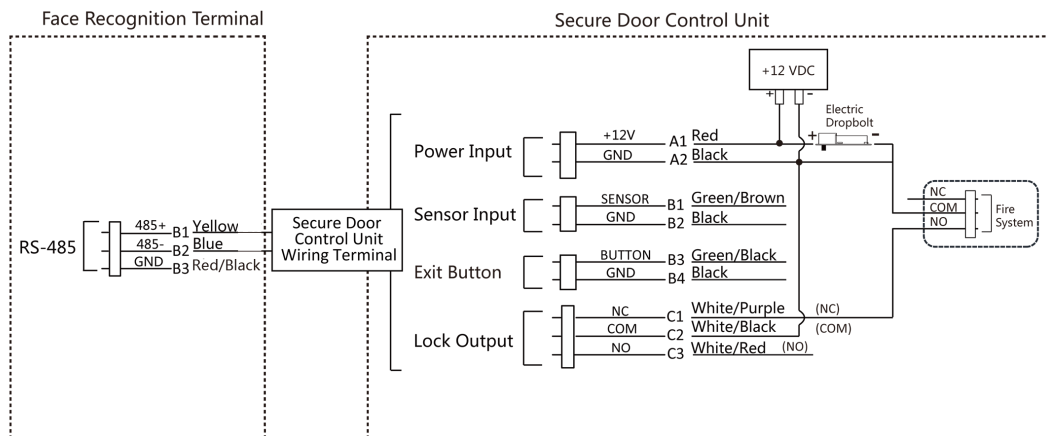 Face Recognition Terminal
Secure Door Control Unit
+12 VDC
+ -
Electric
Dropbolt
+ -
Power Input
+12V A1 Red
GND A2 Black
Sensor Input
SENSOR B1 Green/Brown
GND B2 Black
Exit Button
BUTTON B3 Green/Black
GND B4 Black
Lock Output
NC C1 White/Purple (NC)
COM C2 White/Black (COM)
NO C3 White/Red (NO)
RS-485
485+ B1 Yellow
485- B2 Blue
GND B3 Red/Black
Secure Door
Control Unit
Wiring Terminal
NC
COM
NO
Fire
System